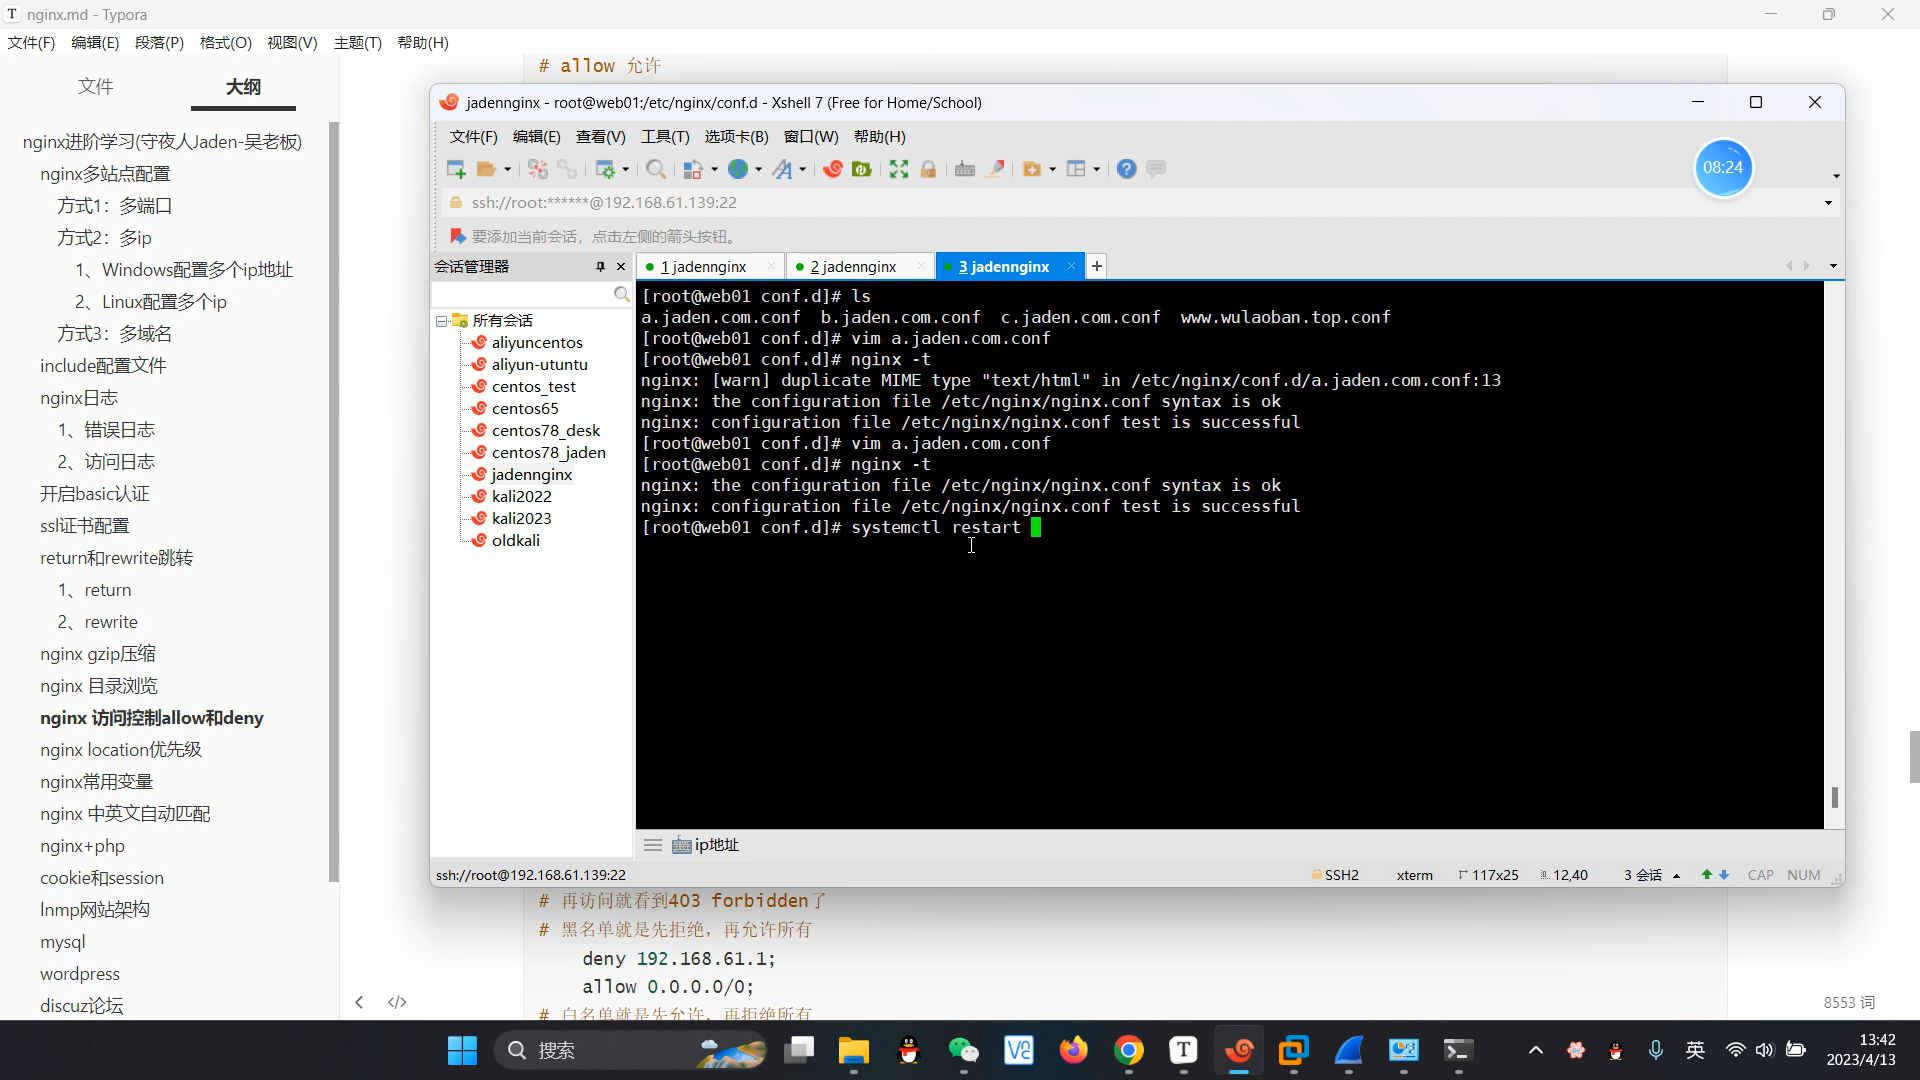 nginx.md - Typora
文件(F) 编辑(E) 段落(P) 格式(O) 视图(V) 主题(T) 帮助(H)
文件 大纲
nginx进阶学习(守夜人Jaden-吴老板)
nginx多站点配置
方式1：多端口
方式2：多ip
1、Windows配置多个ip地址
2、Linux配置多个ip
方式3：多域名
include配置文件
nginx日志
1、错误日志
2、访问日志
开启basic认证
ssl证书配置
return和rewrite跳转
1、return
2、rewrite
nginx gzip压缩
nginx 目录浏览
nginx 访问控制allow和deny
nginx location优先级
nginx常用变量
nginx 中英文自动匹配
nginx+php
cookie和session
lnmp网站架构
mysql
wordpress
discuz论坛
# allow 允许
jadennginx - root@web01:/etc/nginx/conf.d - Xshell 7 (Free for Home/School)
文件(F) 编辑(E) 查看(V) 工具(T) 选项卡(B) 窗口(W) 帮助(H)
08:24
ssh://root:******@192.168.61.139:22
要添加当前会话，点击左侧的箭头按钮。
会话管理器
1 jadennginx 2 jadennginx 3 jadennginx
所有会话
aliyuncentos
aliyun-ututu
centos_test
centos65
centos78_desk
centos78_jaden
jadennginx
kali2022
kali2023
oldkali
[root@web01 conf.d]# ls
a.jaden.com.conf b.jaden.com.conf c.jaden.com.conf www.wulaoban.top.conf
[root@web01 conf.d]# vim a.jaden.com.conf
[root@web01 conf.d]# nginx -t
nginx: [warn] duplicate MIME type "text/html" in /etc/nginx/conf.d/a.jaden.com.conf:13
nginx: the configuration file /etc/nginx/nginx.conf syntax is ok
nginx: configuration file /etc/nginx/nginx.conf test is successful
[root@web01 conf.d]# vim a.jaden.com.conf
[root@web01 conf.d]# nginx -t
nginx: the configuration file /etc/nginx/nginx.conf syntax is ok
nginx: configuration file /etc/nginx/nginx.conf test is successful
[root@web01 conf.d]# systemctl restart
ip地址
ssh://root@192.168.61.139:22 SSH2 xterm 117x25 12,40 3 会话 CAP NUM
# 再访问就看到403 forbidden了
# 黑名单就是先拒绝，再允许所有
deny 192.168.61.1;
allow 0.0.0.0/0;
# 白名单就是先允许，再拒绝所有
8553 词
搜索
英
13:42
2023/4/13